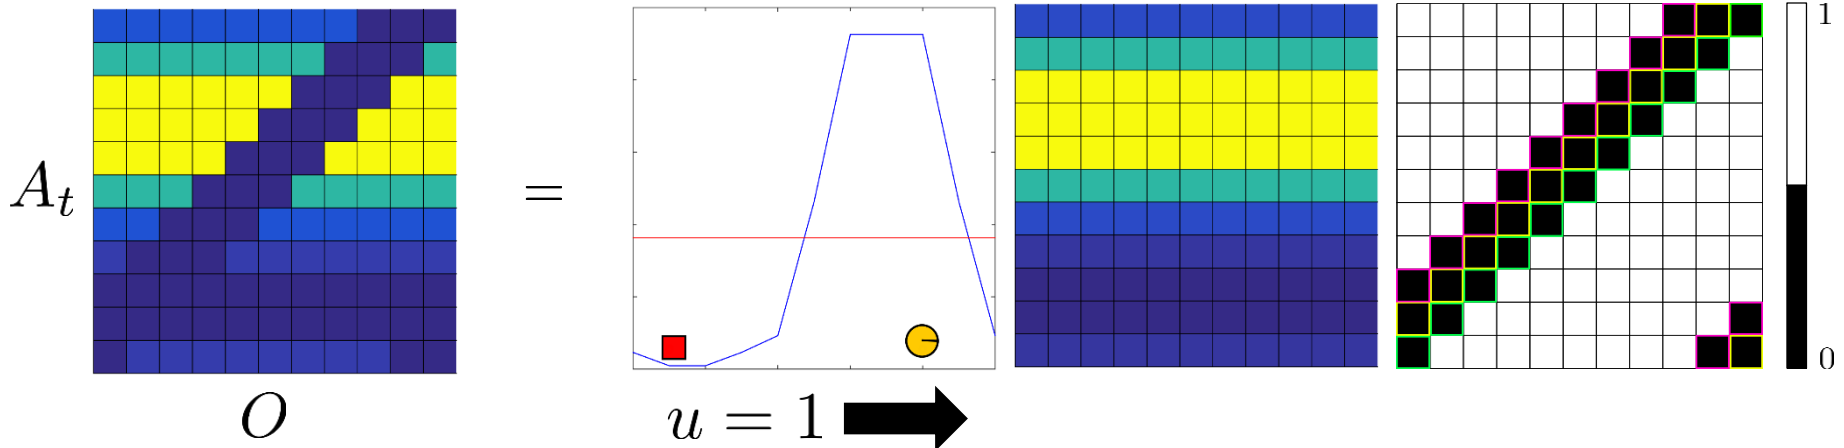 1
A_t
=
0
O
u = 1